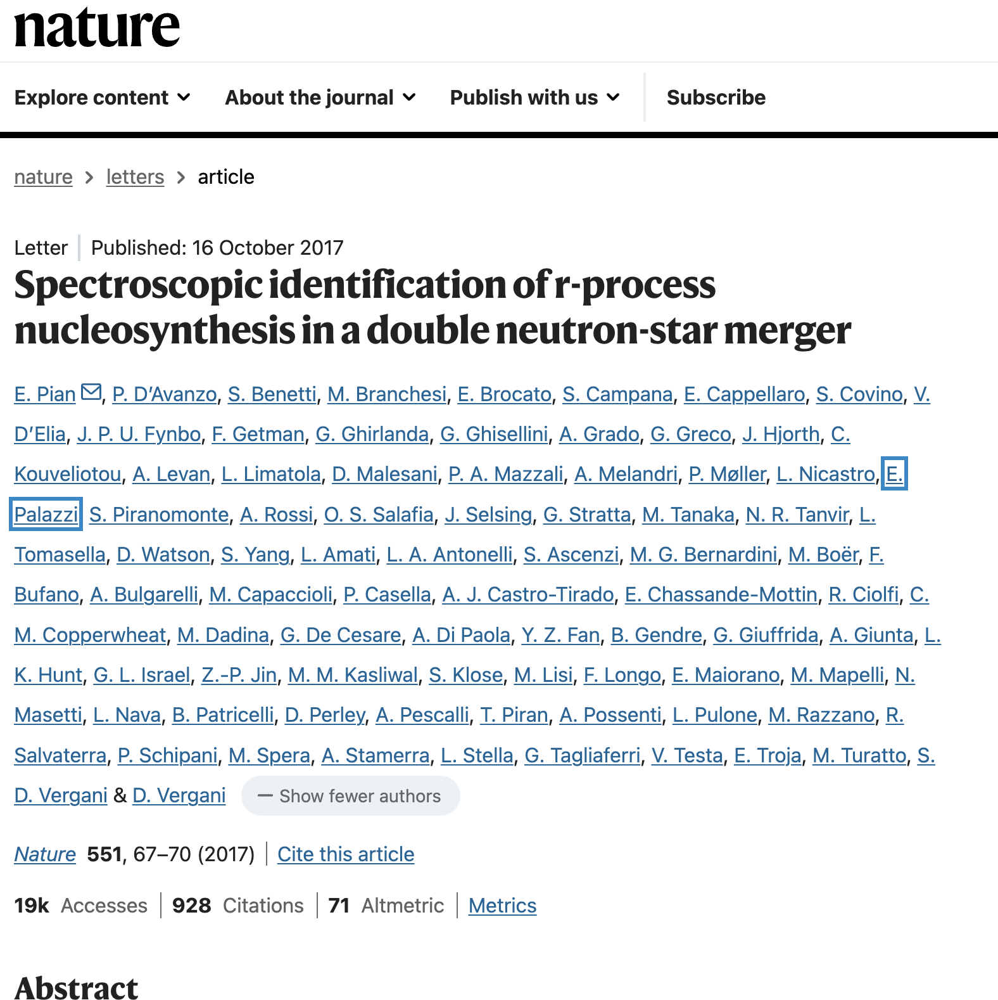 nature
Explore content About the journal Publish with us Subscribe
nature > letters > article
Letter | Published: 16 October 2017
Spectroscopic identification of r-process
nucleosynthesis in a double neutron-star merger
E. Pian, P. D’Avanzo, S. Benetti, M. Branchesi, E. Brocato, S. Campana, E. Cappellaro, S. Covino, V.
D’Elia, J. P. U. Fynbo, F. Getman, G. Ghirlanda, G. Ghisellini, A. Grado, G. Greco, J. Hjorth, C.
Kouveliotou, A. Levan, L. Limatola, D. Malesani, P. A. Mazzali, A. Melandri, P. Møller, L. Nicastro, E.
Palazzi S. Piranomonte, A. Rossi, O. S. Salafia, J. Selsing, G. Stratta, M. Tanaka, N. R. Tanvir, L.
Tomasella, D. Watson, S. Yang, L. Amati, L. A. Antonelli, S. Ascenzi, M. G. Bernardini, M. Boër, F.
Bufano, A. Bulgarelli, M. Capaccioli, P. Casella, A. J. Castro-Tirado, E. Chassande-Mottin, R. Ciolfi, C.
M. Copperwheat, M. Dadina, G. De Cesare, A. Di Paola, Y. Z. Fan, B. Gendre, G. Giuffrida, A. Giunta, L.
K. Hunt, G. L. Israel, Z.-P. Jin, M. M. Kasliwal, S. Klose, M. Lisi, F. Longo, E. Maiorano, M. Mapelli, N.
Masetti, L. Nava, B. Patricelli, D. Perley, A. Pescalli, T. Piran, A. Possenti, L. Pulone, M. Razzano, R.
Salvaterra, P. Schipani, M. Spera, A. Stamerra, L. Stella, G. Tagliaferri, V. Testa, E. Troja, M. Turatto, S.
D. Vergani & D. Vergani — Show fewer authors
Nature 551, 67–70 (2017) | Cite this article
19k Accesses | 928 Citations | 71 Altmetric | Metrics
Abstract